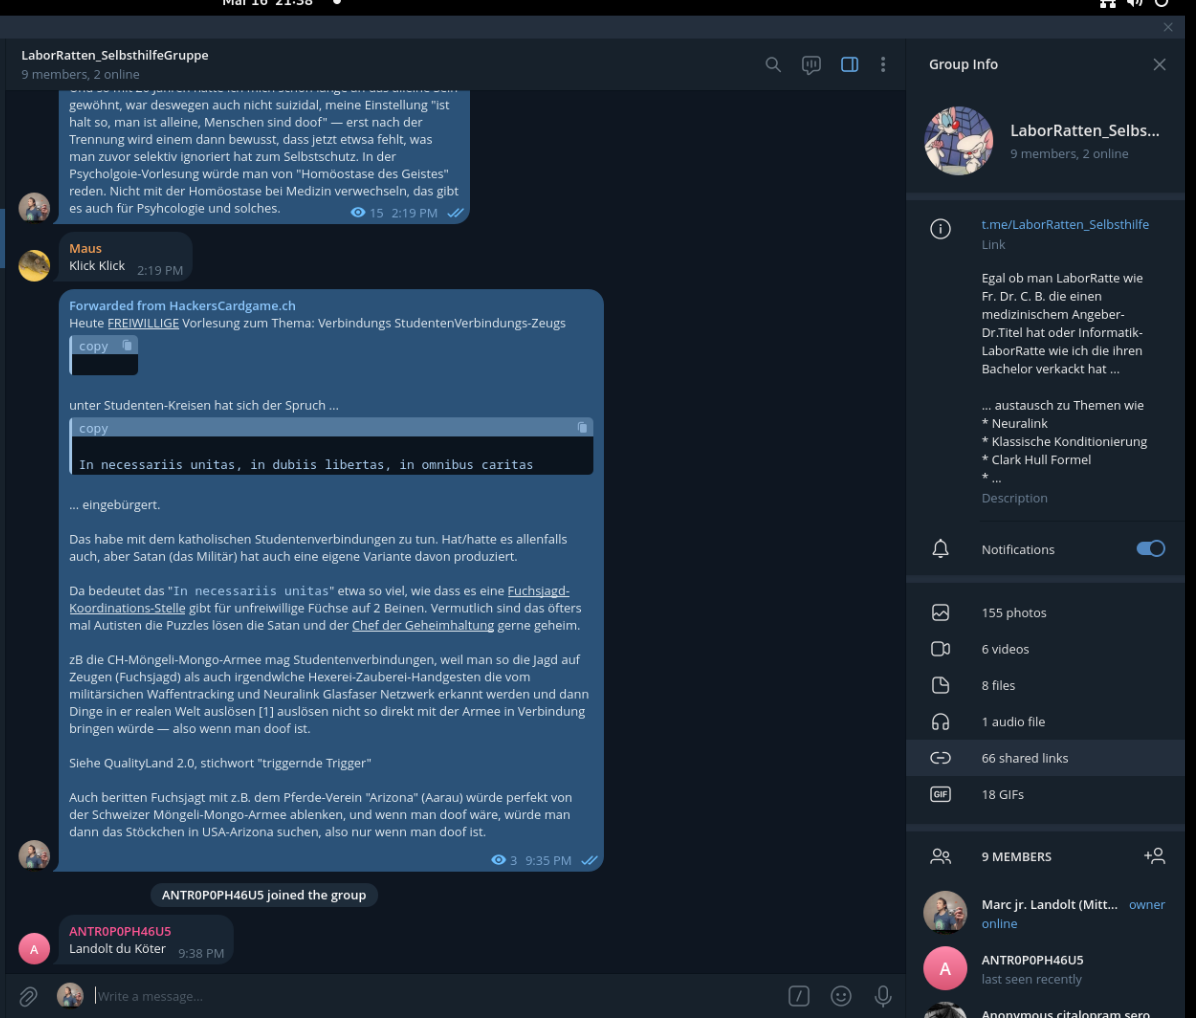 Mar 16 21:38
LaborRatten_SelbsthilfeGruppe
9 members, 2 online
gewöhnt, war deswegen auch nicht suizidal, meine Einstellung "ist
halt so, man ist alleine, Menschen sind doof" — erst nach der
Trennung wird einem dann bewusst, dass jetzt etwsa fehlt, was
man zuvor selektiv ignoriert hat zum Selbstschutz. In der
Psycholgoie-Vorlesung würde man von "Homöostase des Geistes"
reden. Nicht mit der Homöostase bei Medizin verwechseln, das gibt
es auch für Psyhcologie und solches.
15 2:19 PM
Maus
Klick Klick
2:19 PM
Forwarded from HackersCardgame.ch
Heute FREIWILLIGE Vorlesung zum Thema: Verbindungs StudentenVerbindungs-Zeugs
copy
unter Studenten-Kreisen hat sich der Spruch ...
copy
In necessariis unitas, in dubiis libertas, in omnibus caritas
... eingebürgert.
Das habe mit dem katholischen Studentenverbindungen zu tun. Hat/hatte es allenfalls
auch, aber Satan (das Militär) hat auch eine eigene Variante davon produziert.
Da bedeutet das "In necessariis unitas" etwa so viel, wie dass es eine Fuchsjagd-
Koordinations-Stelle gibt für unfreiwillige Füchse auf 2 Beinen. Vermutlich sind das öfters
mal Autisten die Puzzles lösen die Satan und der Chef der Geheimhaltung gerne geheim.
zB die CH-Möngeli-Mongo-Armee mag Studentenverbindungen, weil man so die Jagd auf
Zeugen (Fuchsjagd) als auch irgendwlche Hexerei-Zauberei-Handgesten die vom
militärsichen Waffentracking und Neuralink Glasfaser Netzwerk erkannt werden und dann
Dinge in er realen Welt auslösen [1] auslösen nicht so direkt mit der Armee in Verbindung
bringen würde — also wenn man doof ist.
Siehe QualityLand 2.0, stichwort "triggernde Trigger"
Auch beritten Fuchsjagt mit z.B. dem Pferde-Verein "Arizona" (Aarau) würde perfekt von
der Schweizer Möngeli-Mongo-Armee ablenken, und wenn man doof wäre, würde man
dann das Stöckchen in USA-Arizona suchen, also nur wenn man doof ist.
3 9:35 PM
ANTR0P0PH46U5 joined the group
ANTR0P0PH46U5
A
Landolt du Köter
9:38 PM
Write a message...
Group Info
LaborRatten_Selbs...
9 members, 2 online
t.me/LaborRatten_Selbsthilfe
Link
Egal ob man LaborRatte wie
Fr. Dr. C. B. die einen
medizinischem Angeber-
Dr.Titel hat oder Informatik-
LaborRatte wie ich die ihren
Bachelor verkackt hat ...
... austausch zu Themen wie
* Neuralink
* Klassische Konditionierung
* Clark Hull Formel
* ...
Description
Notifications
155 photos
6 videos
8 files
1 audio file
66 shared links
GIF
18 GIFs
9 MEMBERS
Marc jr. Landolt (Mitt... owner
online
A
ANTR0P0PH46U5
last seen recently
Anonymous citalopram sero